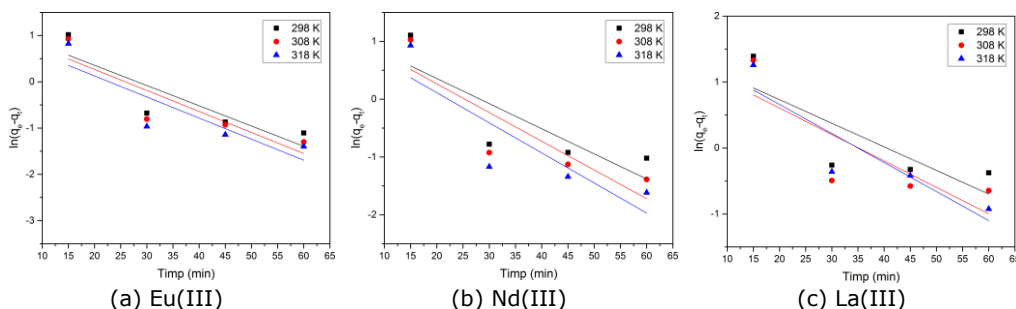 1
0
-1
-2
-3
ln(qe-qt)
298 K
308 K
318 K
10 15 20 25 30 35 40 45 50 55 60 65
Timp (min)
(a) Eu(III)
1
0
-1
-2
ln(qe-qt)
298 K
308 K
318 K
10 15 20 25 30 35 40 45 50 55 60 65
Timp (min)
(b) Nd(III)
2
1
0
-1
ln(qe-qt)
298 K
308 K
318 K
10 15 20 25 30 35 40 45 50 55 60 65
Timp (min)
(c) La(III)